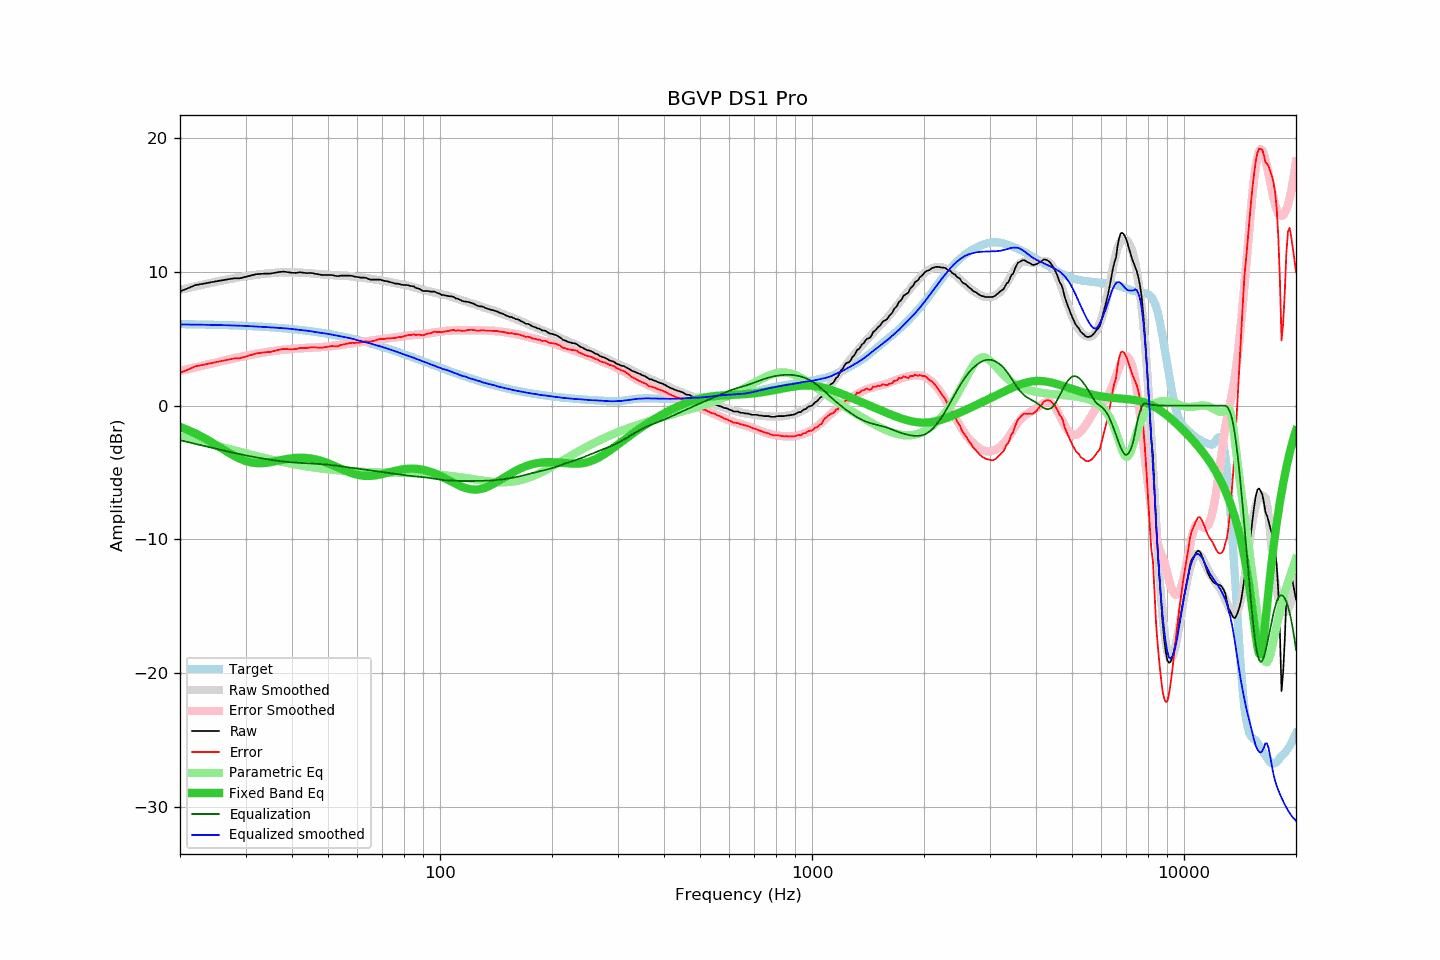 BGVP DS1 Pro
Amplitude (dBr)
20
10
0
−10
−20
−30
Target
Raw Smoothed
Error Smoothed
Raw
Error
Parametric Eq
Fixed Band Eq
Equalization
Equalized smoothed
100
1000
10000
Frequency (Hz)